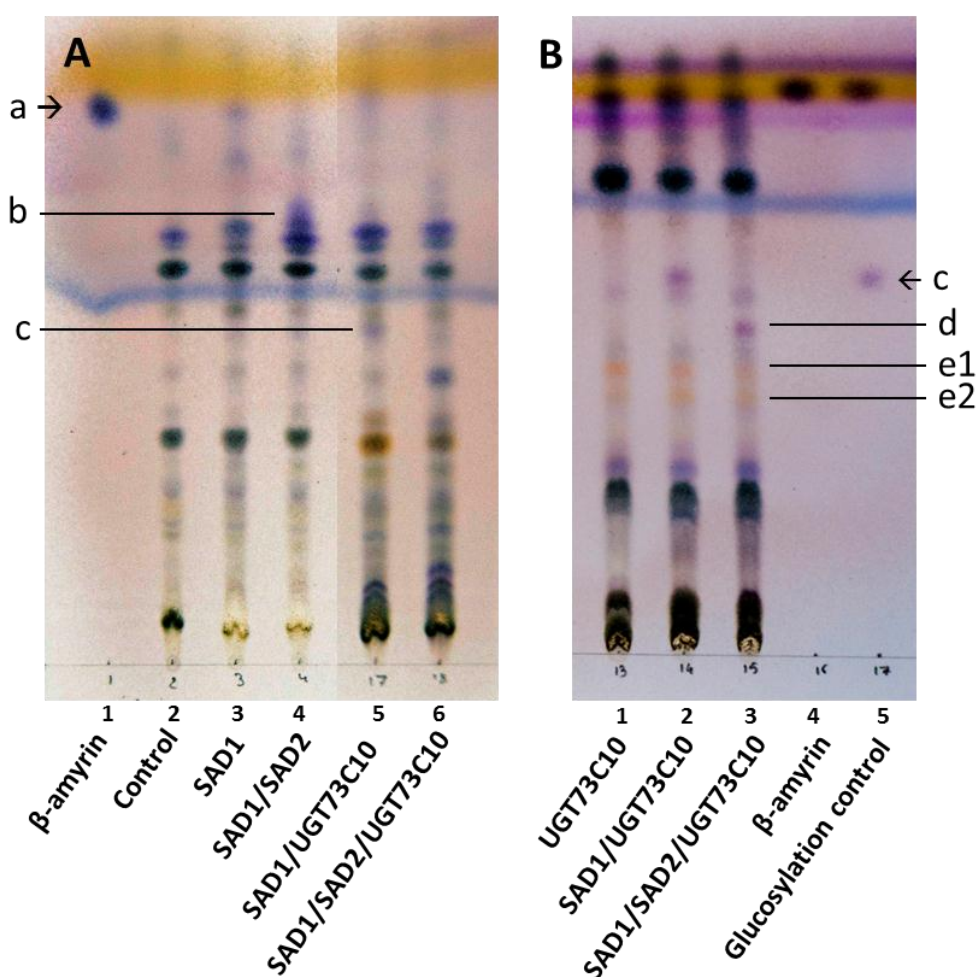 A
B
a →
b
c
← c
d
e1
e2
1 2 3 4 17 18
13 14 15 16 17
1 2 3 4 5 6
1 2 3 4 5
β-amyrin
Control
SAD1
SAD1/SAD2
SAD1/UGT73C10
SAD1/SAD2/UGT73C10
UGT73C10
SAD1/UGT73C10
SAD1/SAD2/UGT73C10
β-amyrin
Glucosylation control